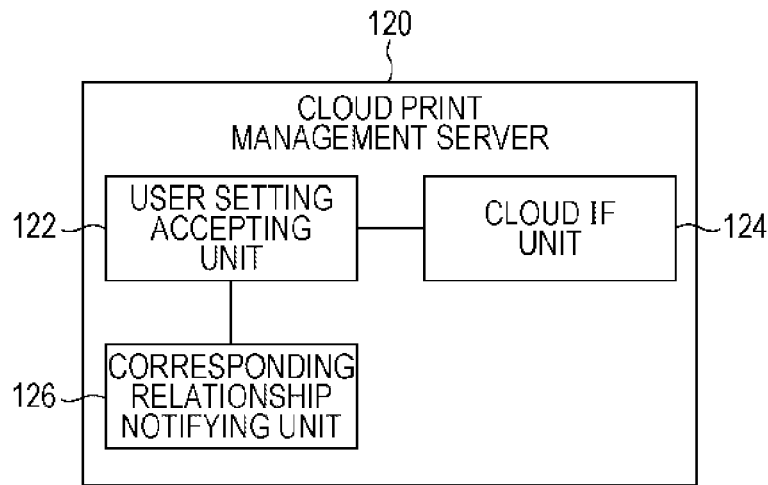 120
CLOUD PRINT
MANAGEMENT SERVER
122
USER SETTING
ACCEPTING
UNIT
CLOUD IF
UNIT
124
126
CORRESPONDING
RELATIONSHIP
NOTIFYING UNIT